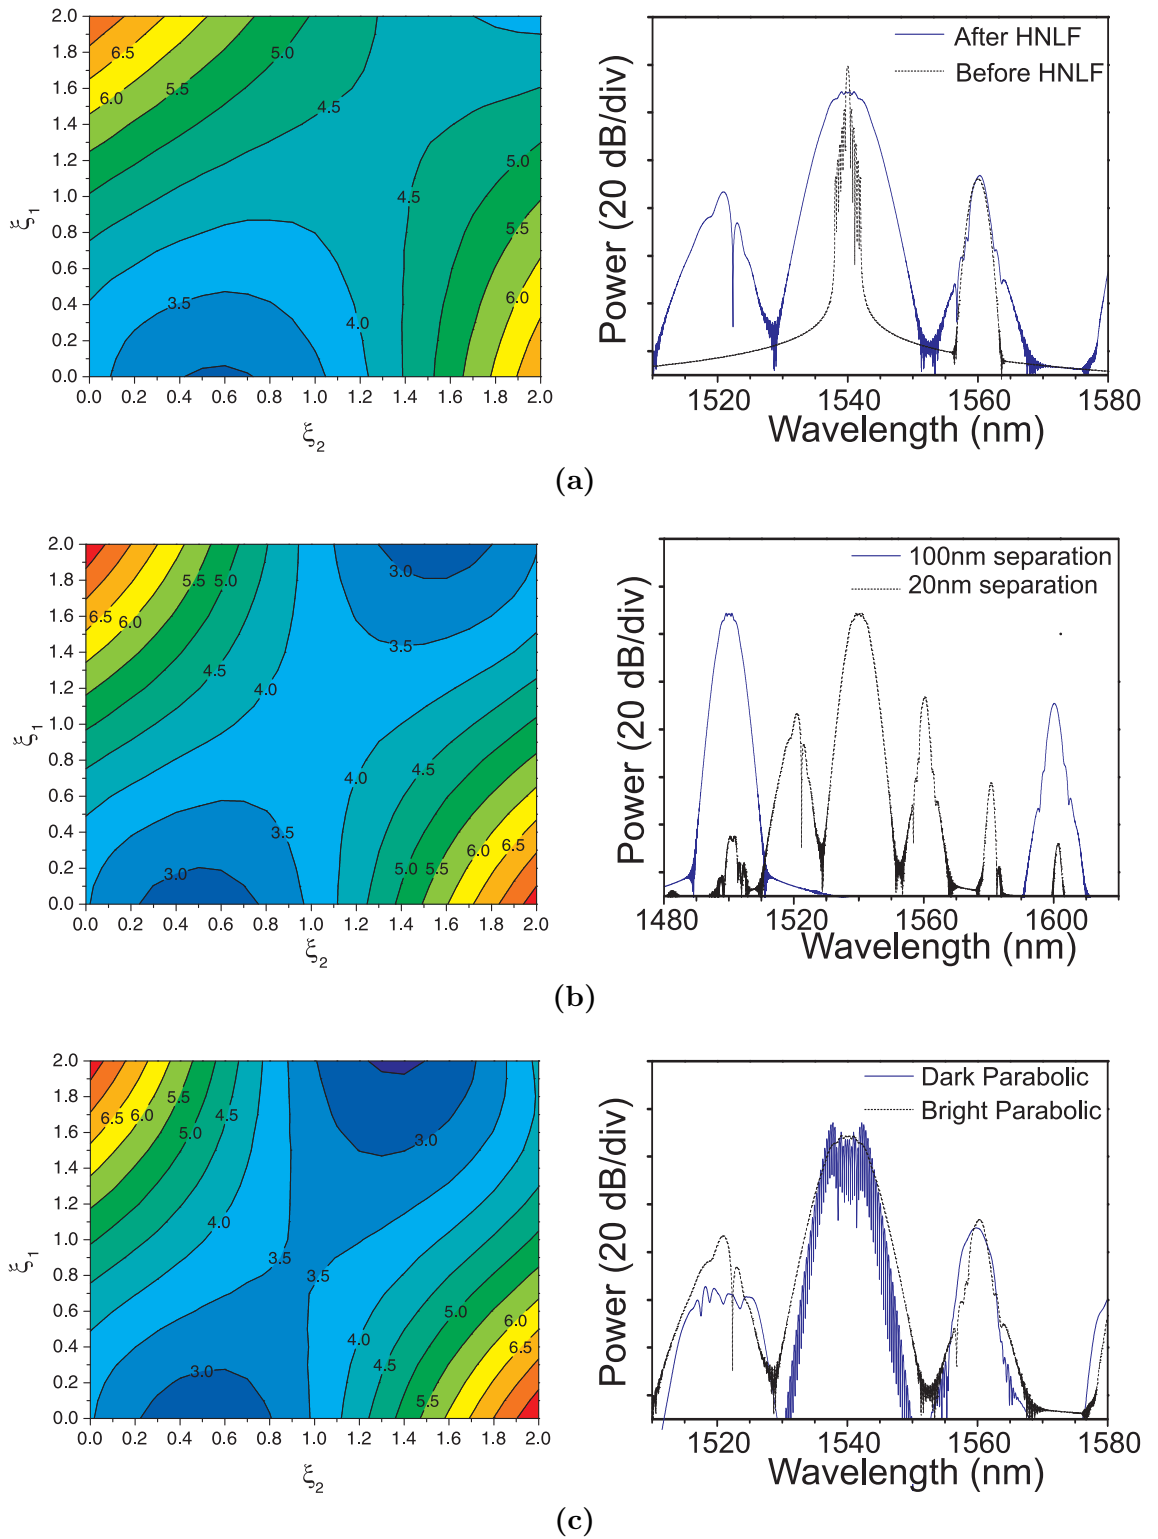 2.0
1.8
1.6
1.4
1.2
1.0
0.8
0.6
0.4
0.2
0.0
ξ1
6.5
6.0
5.5
5.0
4.5
5.0
4.5
5.5
6.0
3.5
4.0
0.0 0.2 0.4 0.6 0.8 1.0 1.2 1.4 1.6 1.8 2.0
ξ2
After HNLF
Before HNLF
Power (20 dB/div)
1520 1540 1560 1580
Wavelength (nm)
(a)
2.0
1.8
1.6
1.4
1.2
1.0
0.8
0.6
0.4
0.2
0.0
ξ1
5.5 5.0
3.0
6.5 6.0
3.5
4.5
4.0
4.0 4.5
3.5
6.5
6.0
3.0
5.0 5.5
0.0 0.2 0.4 0.6 0.8 1.0 1.2 1.4 1.6 1.8 2.0
ξ2
100nm separation
20nm separation
Power (20 dB/div)
1480 1520 1560 1600
Wavelength (nm)
(b)
2.0
1.8
1.6
1.4
1.2
1.0
0.8
0.6
0.4
0.2
0.0
ξ1
5.5
6.5 6.0 4.5
5.0
3.0
4.0
3.5
3.5
5.0
6.0
4.0
6.5
3.0
4.5
5.5
0.0 0.2 0.4 0.6 0.8 1.0 1.2 1.4 1.6 1.8 2.0
ξ2
Dark Parabolic
Bright Parabolic
Power (20 dB/div)
1520 1540 1560 1580
Wavelength (nm)
(c)